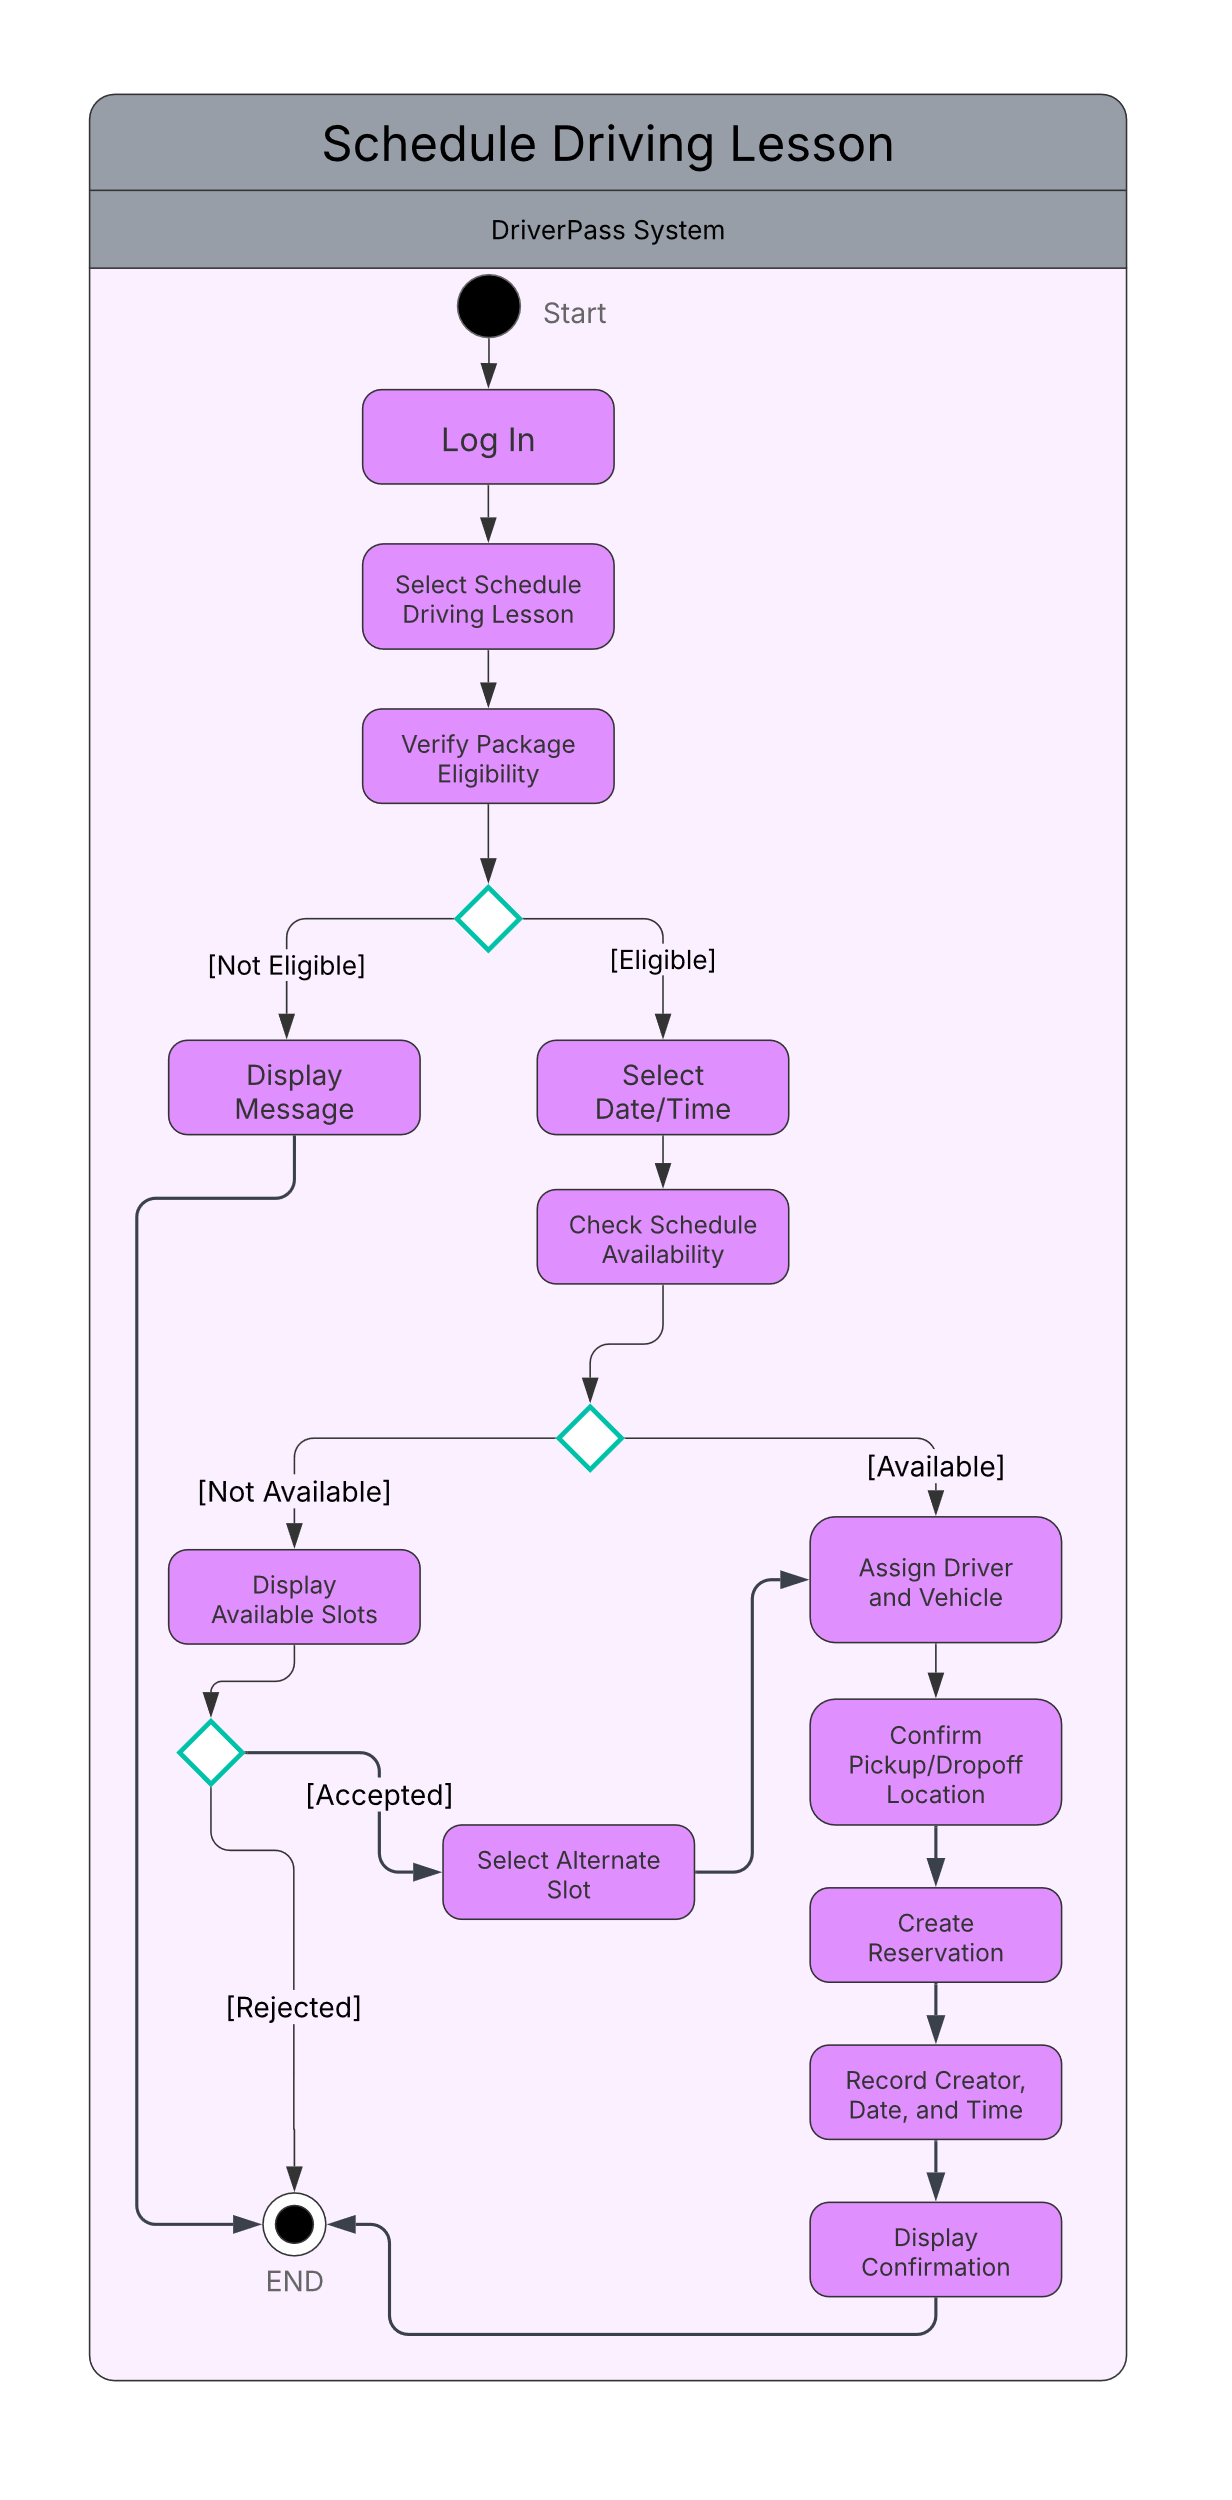 Schedule Driving Lesson
DriverPass System
Start
Log In
Select Schedule
Driving Lesson
Verify Package
Eligibility
[Not Eligible]
[Eligible]
Display
Message
Select
Date/Time
Check Schedule
Availability
[Not Available]
[Available]
Display
Available Slots
Assign Driver
and Vehicle
Confirm
Pickup/Dropoff
Location
[Accepted]
Select Alternate
Slot
Create
Reservation
[Rejected]
Record Creator,
Date, and Time
Display
Confirmation
END